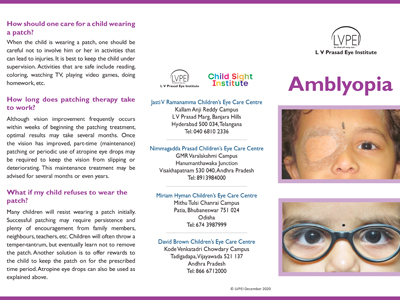 How should one care for a child wearing
a patch?
When the child is wearing a patch, one should be
careful not to involve him or her in activities that
can lead to injuries. It is best to keep the child under
supervision. Activities that are safe include reading,
coloring, watching TV, playing video games, doing
homework, etc.
How long does patching therapy take
to work?
Although vision improvement frequently occurs
within weeks of beginning the patching treatment,
optimal results may take several months. Once
the vision has improved, part-time (maintenance)
patching or periodic use of atropine eye drops may
be required to keep the vision from slipping or
deteriorating. This maintenance treatment may be
advised for several months or even years.
What if my child refuses to wear the
patch?
Many children will resist wearing a patch initially.
Successful patching may require persistence and
plenty of encouragement from family members,
neighbours, teachers, etc. Children will often throw a
temper-tantrum, but eventually learn not to remove
the patch. Another solution is to offer rewards to
the child to keep the patch on for the prescribed
time period. Atropine eye drops can also be used as
explained above.
LVPEI
L V Prasad Eye Institute
Child Sight
Institute
Jasti V Ramanamma Children's Eye Care Centre
Kallam Anji Reddy Campus
L V Prasad Marg, Banjara Hills
Hyderabad 500 034, Telangana
Tel: 040 6810 2336
Nimmagadda Prasad Children's Eye Care Centre
GMR Varalakshmi Campus
Hanumanthawaka Junction
Visakhapatnam 530 040, Andhra Pradesh
Tel: 8913984000
Miriam Hyman Children's Eye Care Centre
Mithu Tulsi Chanrai Campus
Patia, Bhubaneswar 751 024
Odisha
Tel: 674 3987999
David Brown Children's Eye Care Centre
Kode Venkatadri Chowdary Campus
Tadigadapa, Vijayawada 521 137
Andhra Pradesh
Tel: 866 6712000
© LVPEI December 2020
LVPEI
L V Prasad Eye Institute
Amblyopia